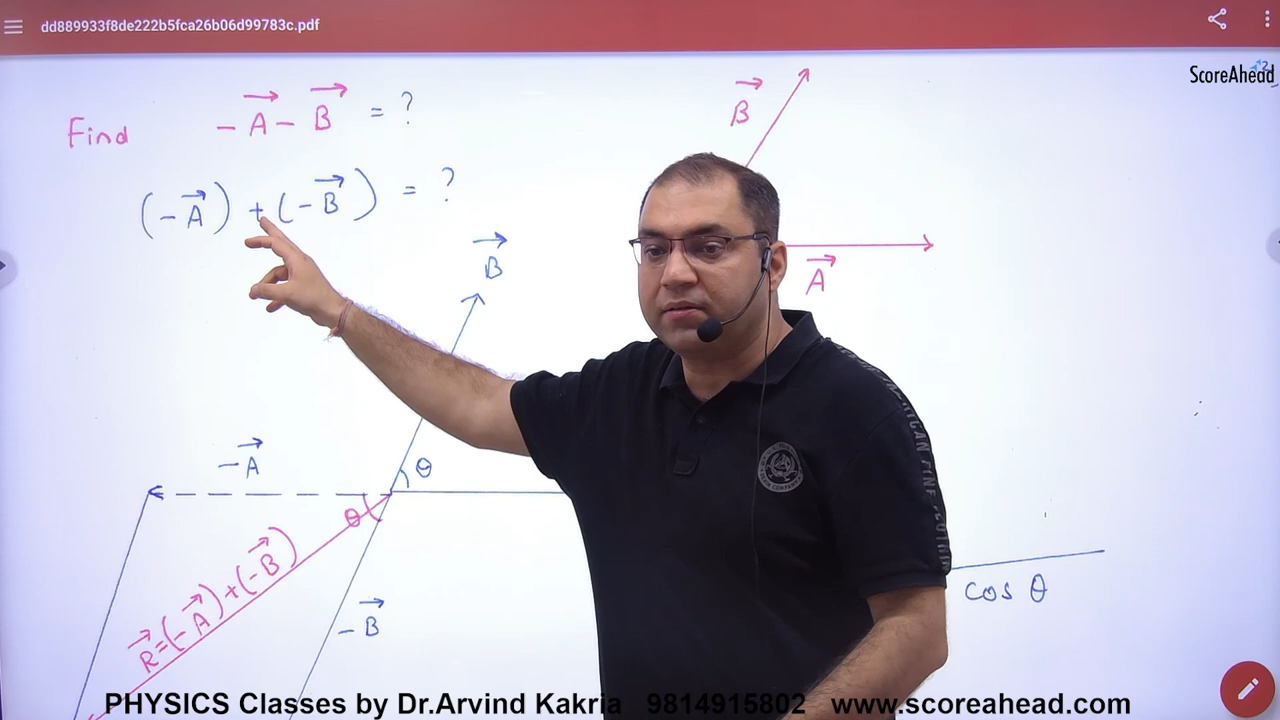 dd889933f8de222b5fca26b06d99783c.pdf
ScoreAhead
Find -A⃗ - B⃗ = ?
(-A⃗) + (-B⃗) = ?
B⃗
A⃗
B⃗
-A⃗
θ
θ
R⃗=(-A⃗)+(-B⃗)
-B⃗
cos θ
PHYSICS Classes by Dr.Arvind Kakria 9814915802 www.scoreahead.com